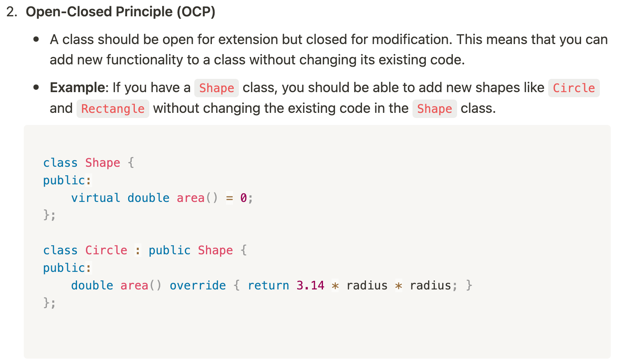 2. Open-Closed Principle (OCP)
• A class should be open for extension but closed for modification. This means that you can
add new functionality to a class without changing its existing code.
• Example: If you have a Shape class, you should be able to add new shapes like Circle
and Rectangle without changing the existing code in the Shape class.
class Shape {
public:
    virtual double area() = 0;
};
class Circle : public Shape {
public:
    double area() override { return 3.14 * radius * radius; }
};